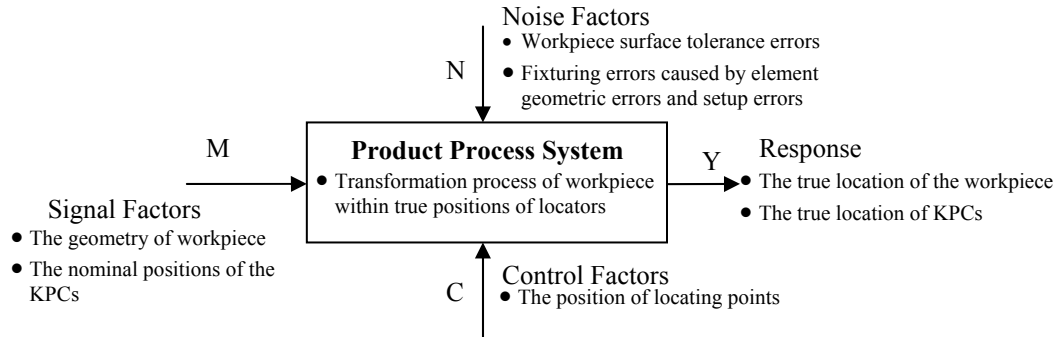 Noise Factors
• Workpiece surface tolerance errors
• Fixturing errors caused by element
geometric errors and setup errors
N
M
Product Process System
• Transformation process of workpiece
within true positions of locators
Y
Response
• The true location of the workpiece
• The true location of KPCs
Signal Factors
• The geometry of workpiece
• The nominal positions of the
KPCs
C
Control Factors
• The position of locating points